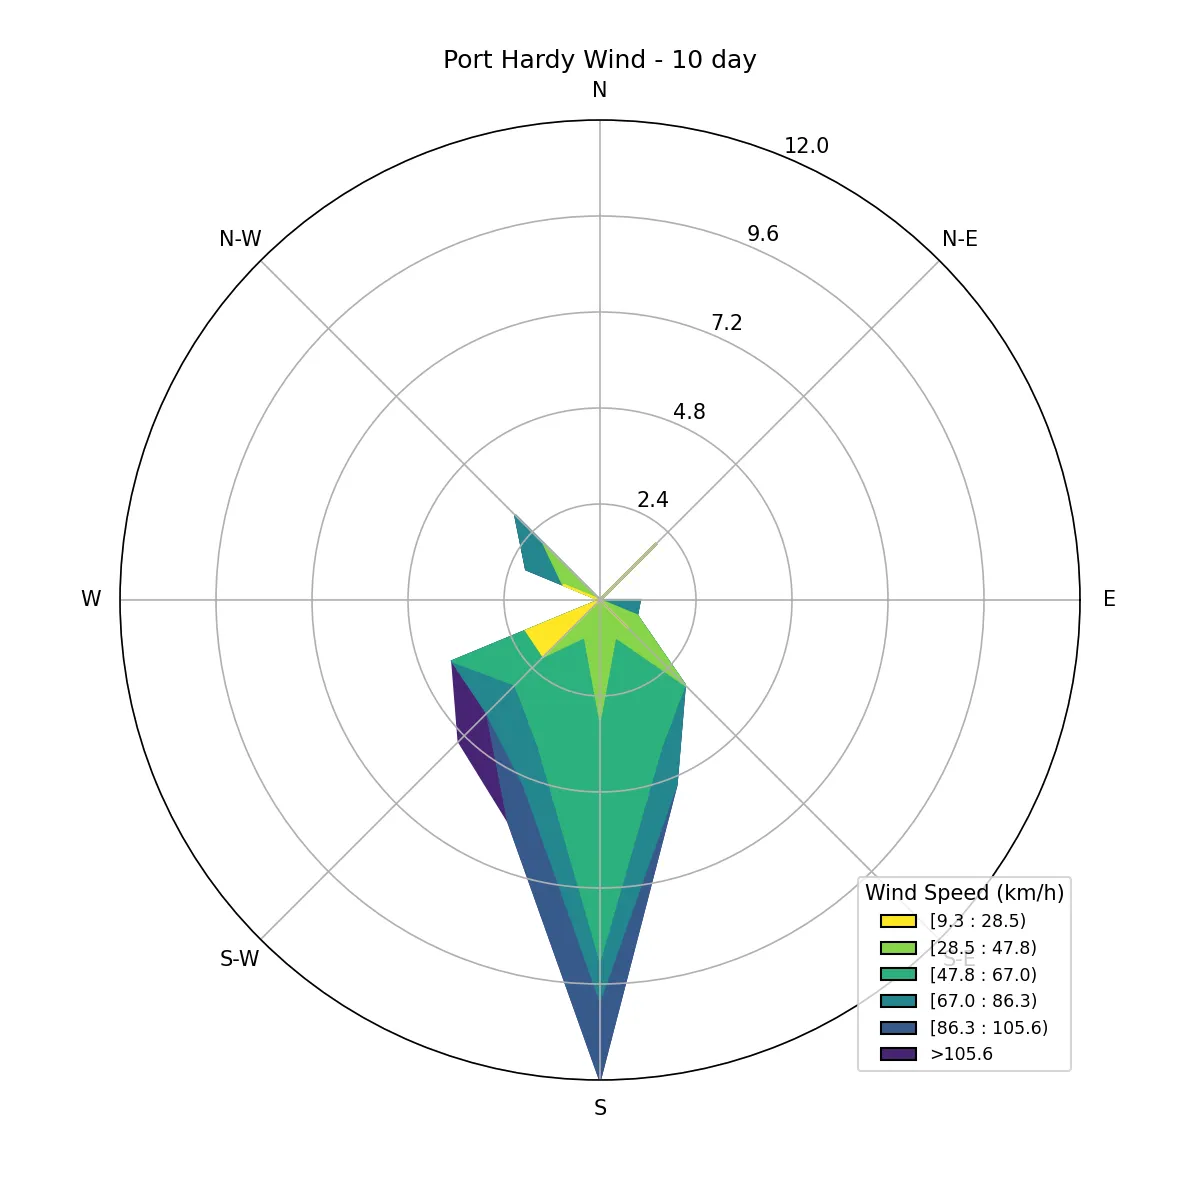 Port Hardy Wind - 10 day
N
12.0
N-W
9.6
N-E
7.2
4.8
2.4
W
E
Wind Speed (km/h)
[9.3 : 28.5)
[28.5 : 47.8)
S-W
S-E
[47.8 : 67.0)
[67.0 : 86.3)
[86.3 : 105.6)
>105.6
S